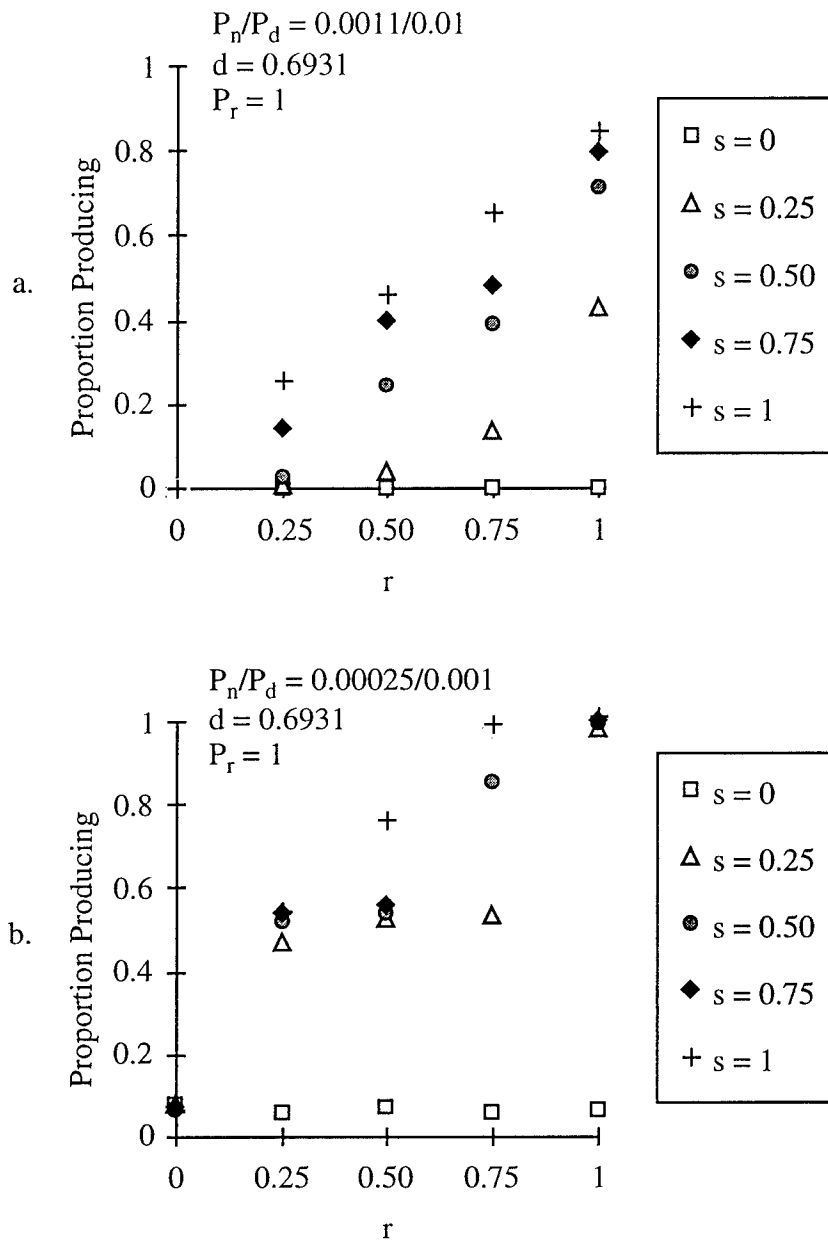 P_n/P_d = 0.0011/0.01
d = 0.6931
P_r = 1
a.
Proportion Producing
1
0.8
0.6
0.4
0.2
0
0 0.25 0.50 0.75 1
r
s = 0
s = 0.25
s = 0.50
s = 0.75
s = 1
P_n/P_d = 0.00025/0.001
d = 0.6931
P_r = 1
b.
Proportion Producing
1
0.8
0.6
0.4
0.2
0
0 0.25 0.50 0.75 1
r
s = 0
s = 0.25
s = 0.50
s = 0.75
s = 1